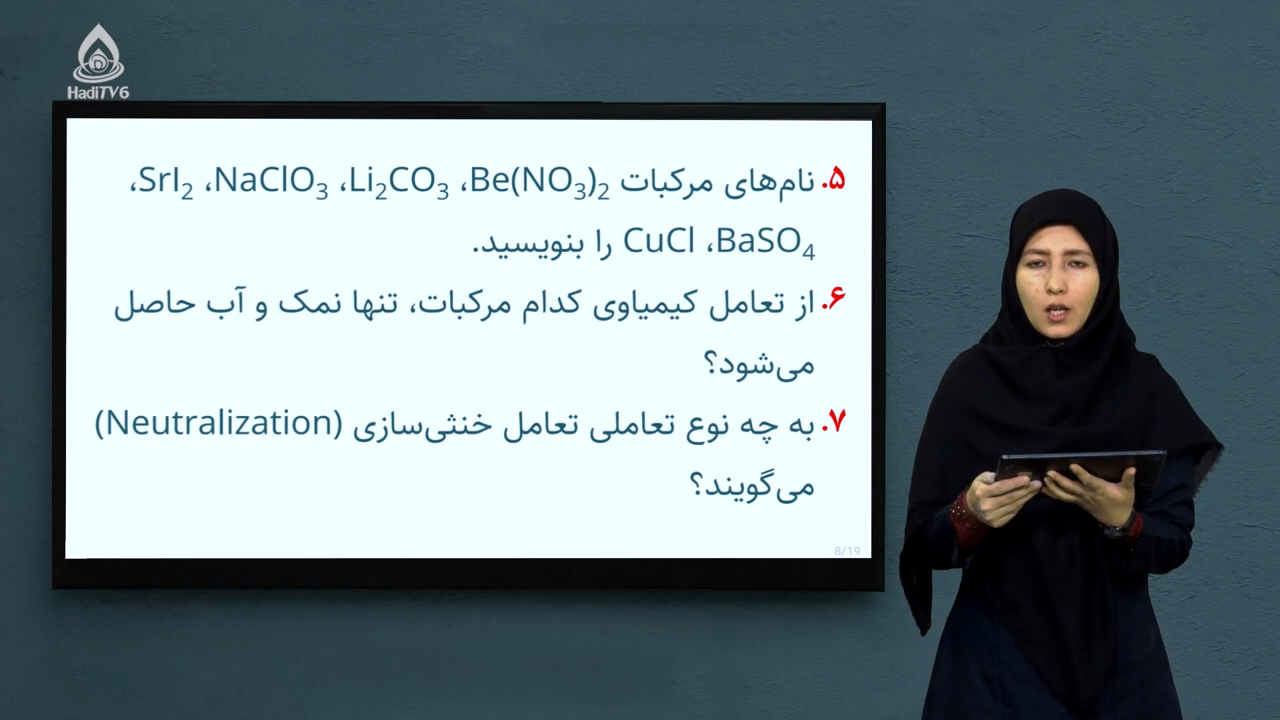 HadiTV6
۵. نام‌های مرکبات Be(NO₃)₂، Li₂CO₃، NaClO₃، SrI₂،
BaSO₄، CuCl را بنویسید.
۶. از تعامل کیمیاوی کدام مرکبات، تنها نمک و آب حاصل
می‌شود؟
۷. به چه نوع تعاملی تعامل خنثی‌سازی (Neutralization)
می‌گویند؟
8/19